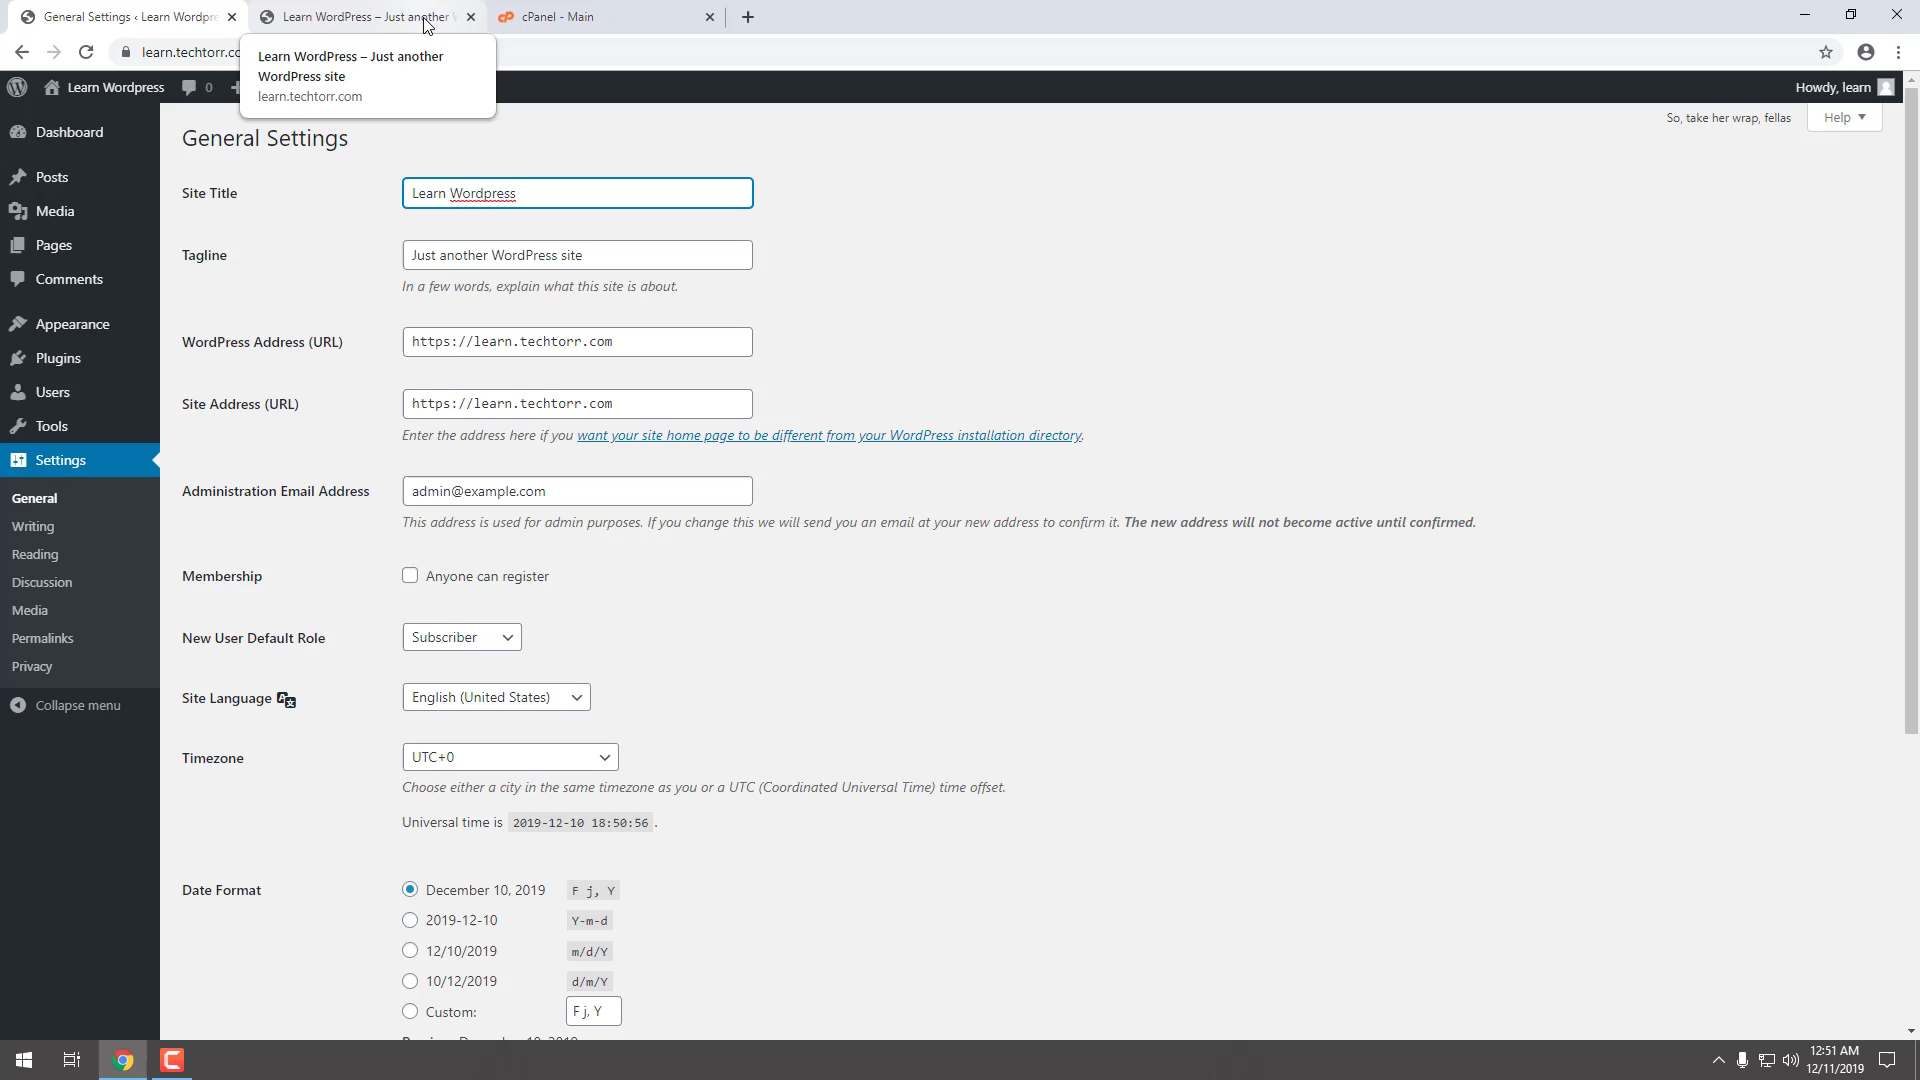 General Settings ‹ Learn Wordpre
Learn WordPress – Just another
cPanel - Main
learn.techtorr.co
Learn WordPress – Just another
WordPress site
learn.techtorr.com
Learn Wordpress
0
Howdy, learn
So, take her wrap, fellas
Help
Dashboard
Posts
Media
Pages
Comments
Appearance
Plugins
Users
Tools
Settings
General
Writing
Reading
Discussion
Media
Permalinks
Privacy
Collapse menu
General Settings
Site Title
Learn Wordpress
Tagline
Just another WordPress site
In a few words, explain what this site is about.
WordPress Address (URL)
https://learn.techtorr.com
Site Address (URL)
https://learn.techtorr.com
Enter the address here if you want your site home page to be different from your WordPress installation directory.
Administration Email Address
admin@example.com
This address is used for admin purposes. If you change this we will send you an email at your new address to confirm it. The new address will not become active until confirmed.
Membership
Anyone can register
New User Default Role
Subscriber
Site Language
English (United States)
Timezone
UTC+0
Choose either a city in the same timezone as you or a UTC (Coordinated Universal Time) time offset.
Universal time is 2019-12-10 18:50:56 .
Date Format
December 10, 2019 F j, Y
2019-12-10 Y-m-d
12/10/2019 m/d/Y
10/12/2019 d/m/Y
Custom: F j, Y
12:51 AM
12/11/2019